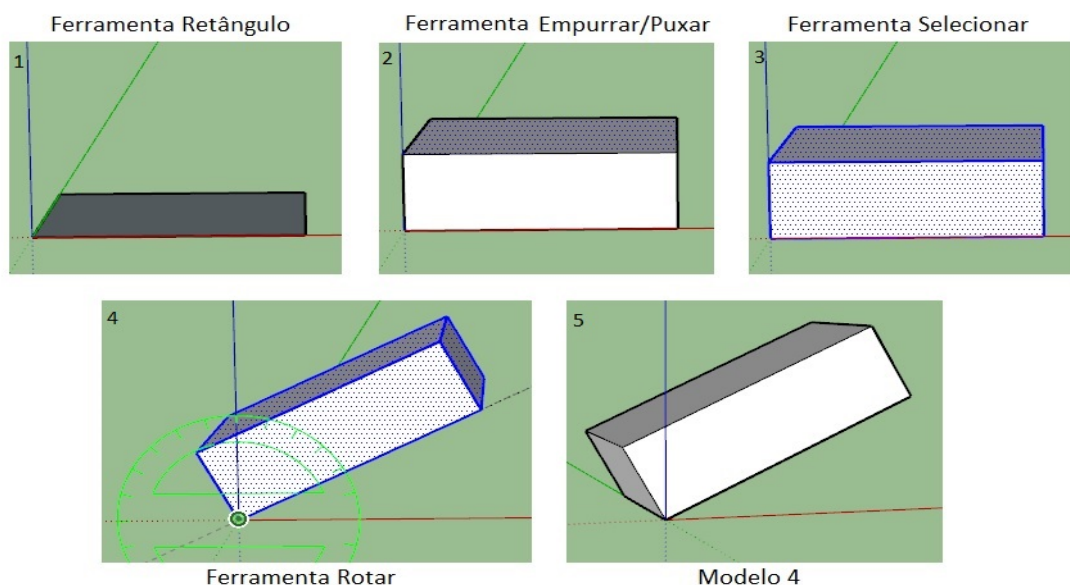 Ferramenta Retângulo
Ferramenta Empurrar/Puxar
Ferramenta Selecionar
1
2
3
4
5
Ferramenta Rotar
Modelo 4